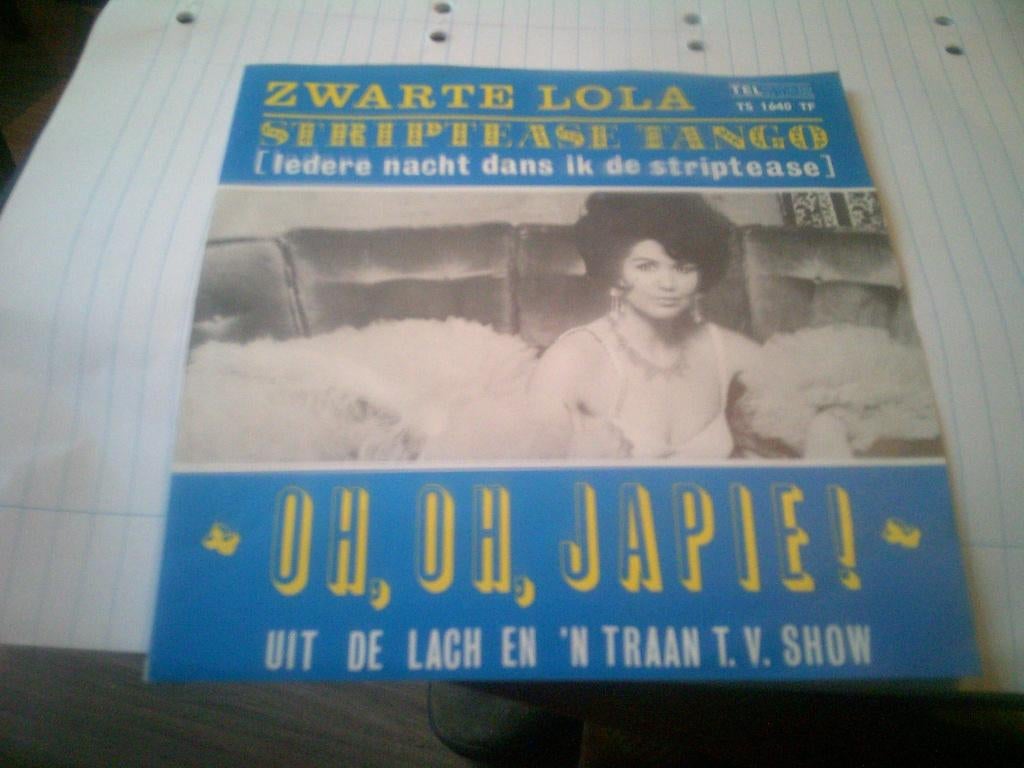 ZWARTE LOLA
TELSTAR
TS 1640 TF
STRIPTEASE TANGO
[Iedere nacht dans ik de striptease]
OH, OH, JAPIE!
UIT DE LACH EN 'N TRAAN T.V. SHOW